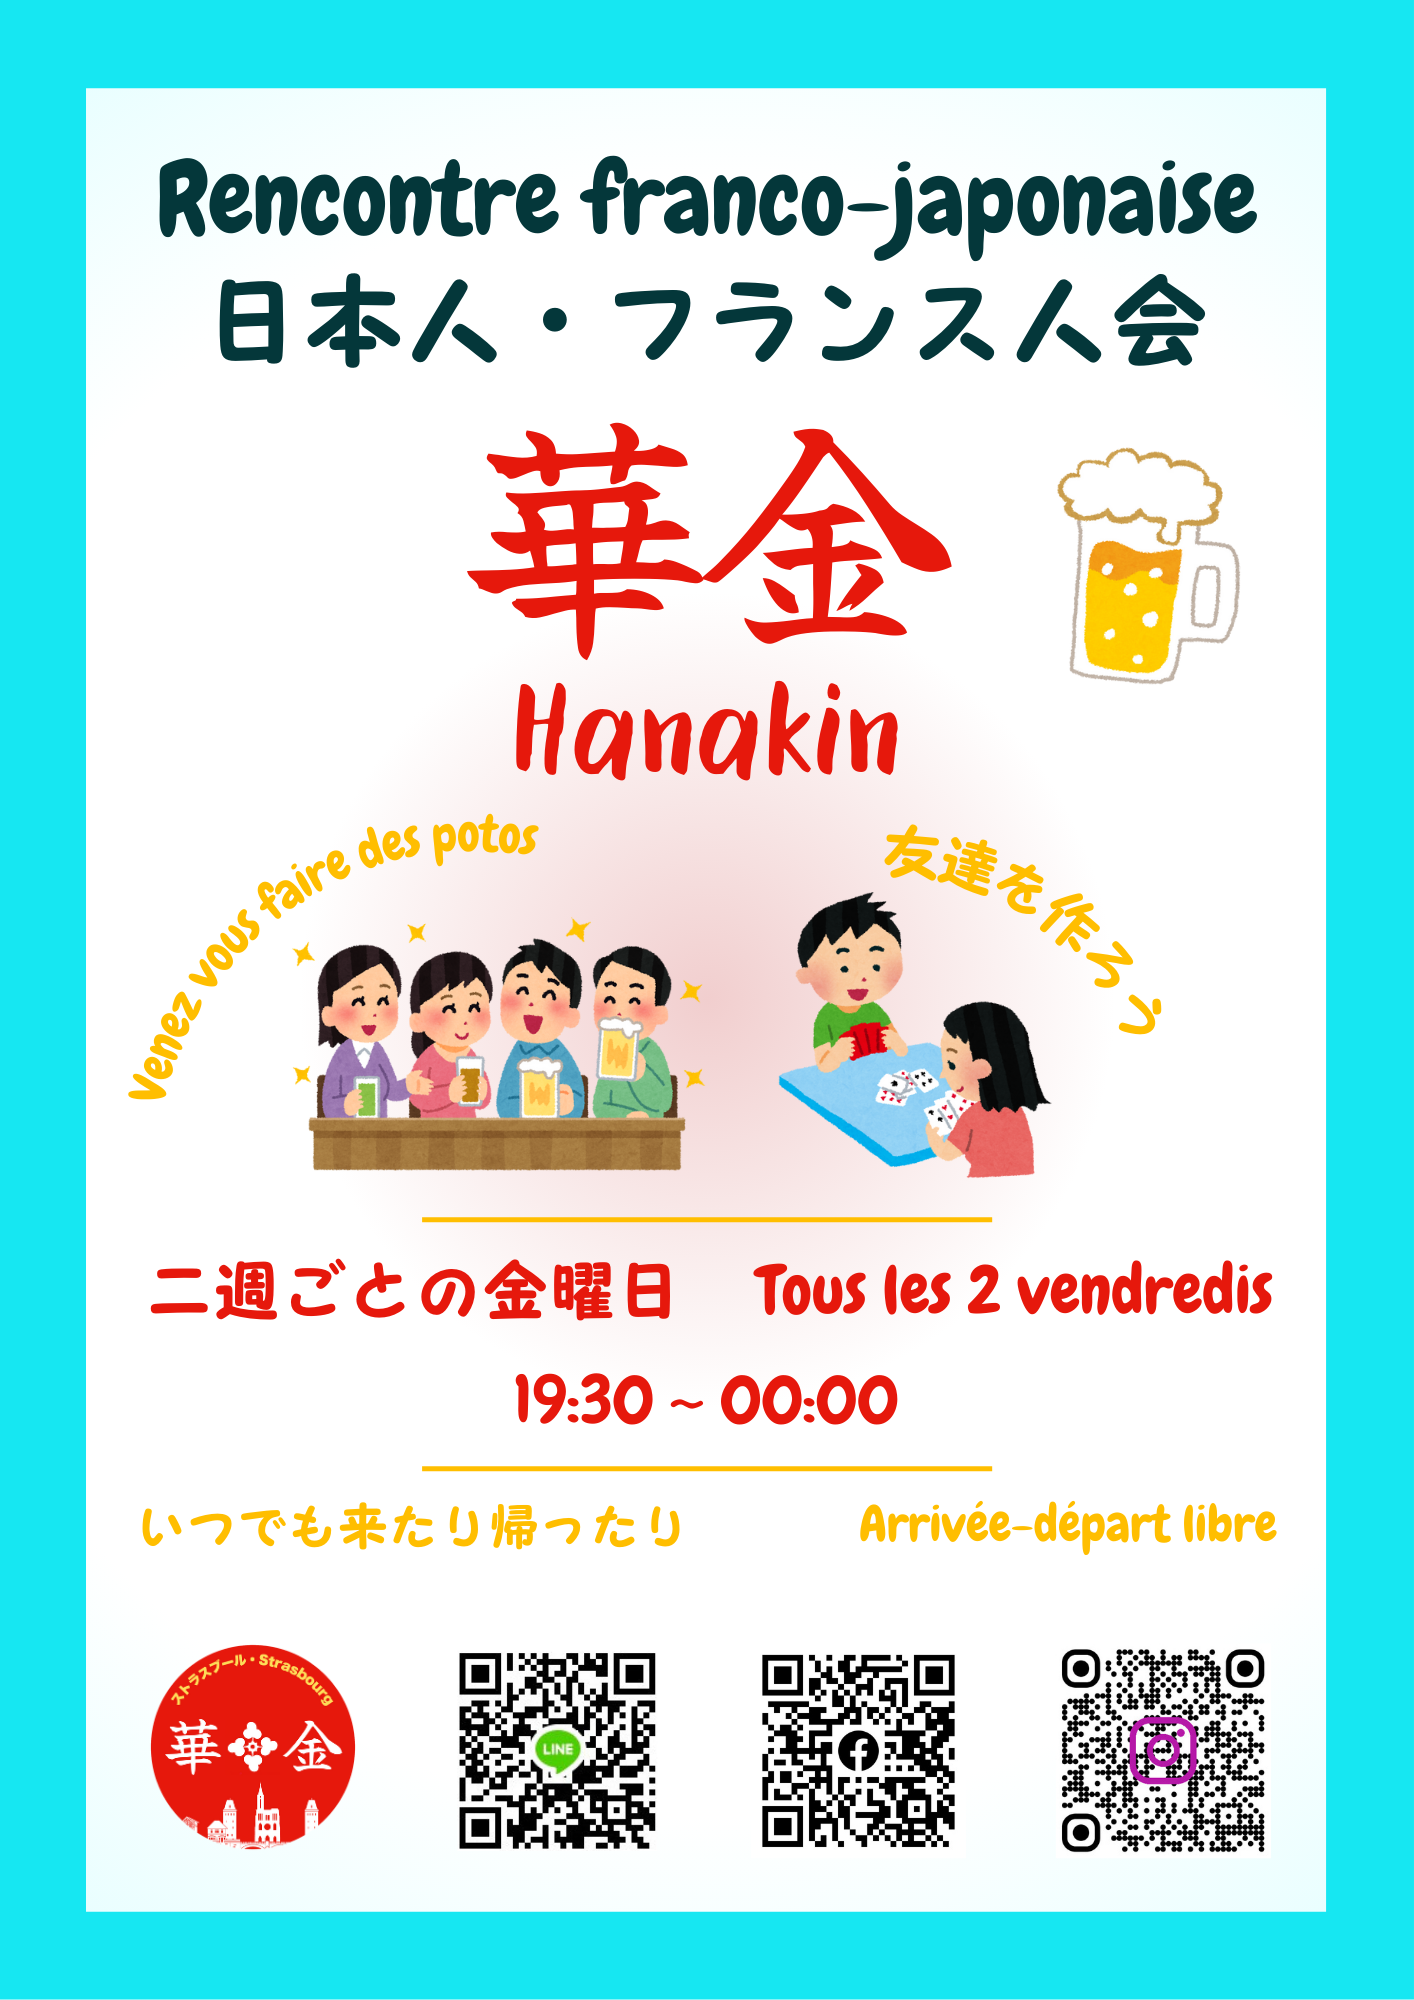 Rencontre franco-japonaise
日本人・フランス人会
華金
Hanakin
Venez vous faire des potos
友達を作ろう
二週ごとの金曜日
Tous les 2 vendredis
19:30 ~ 00:00
いつでも来たり帰ったり
Arrivée-départ libre
ストラスブール・Strasbourg
華金
LINE